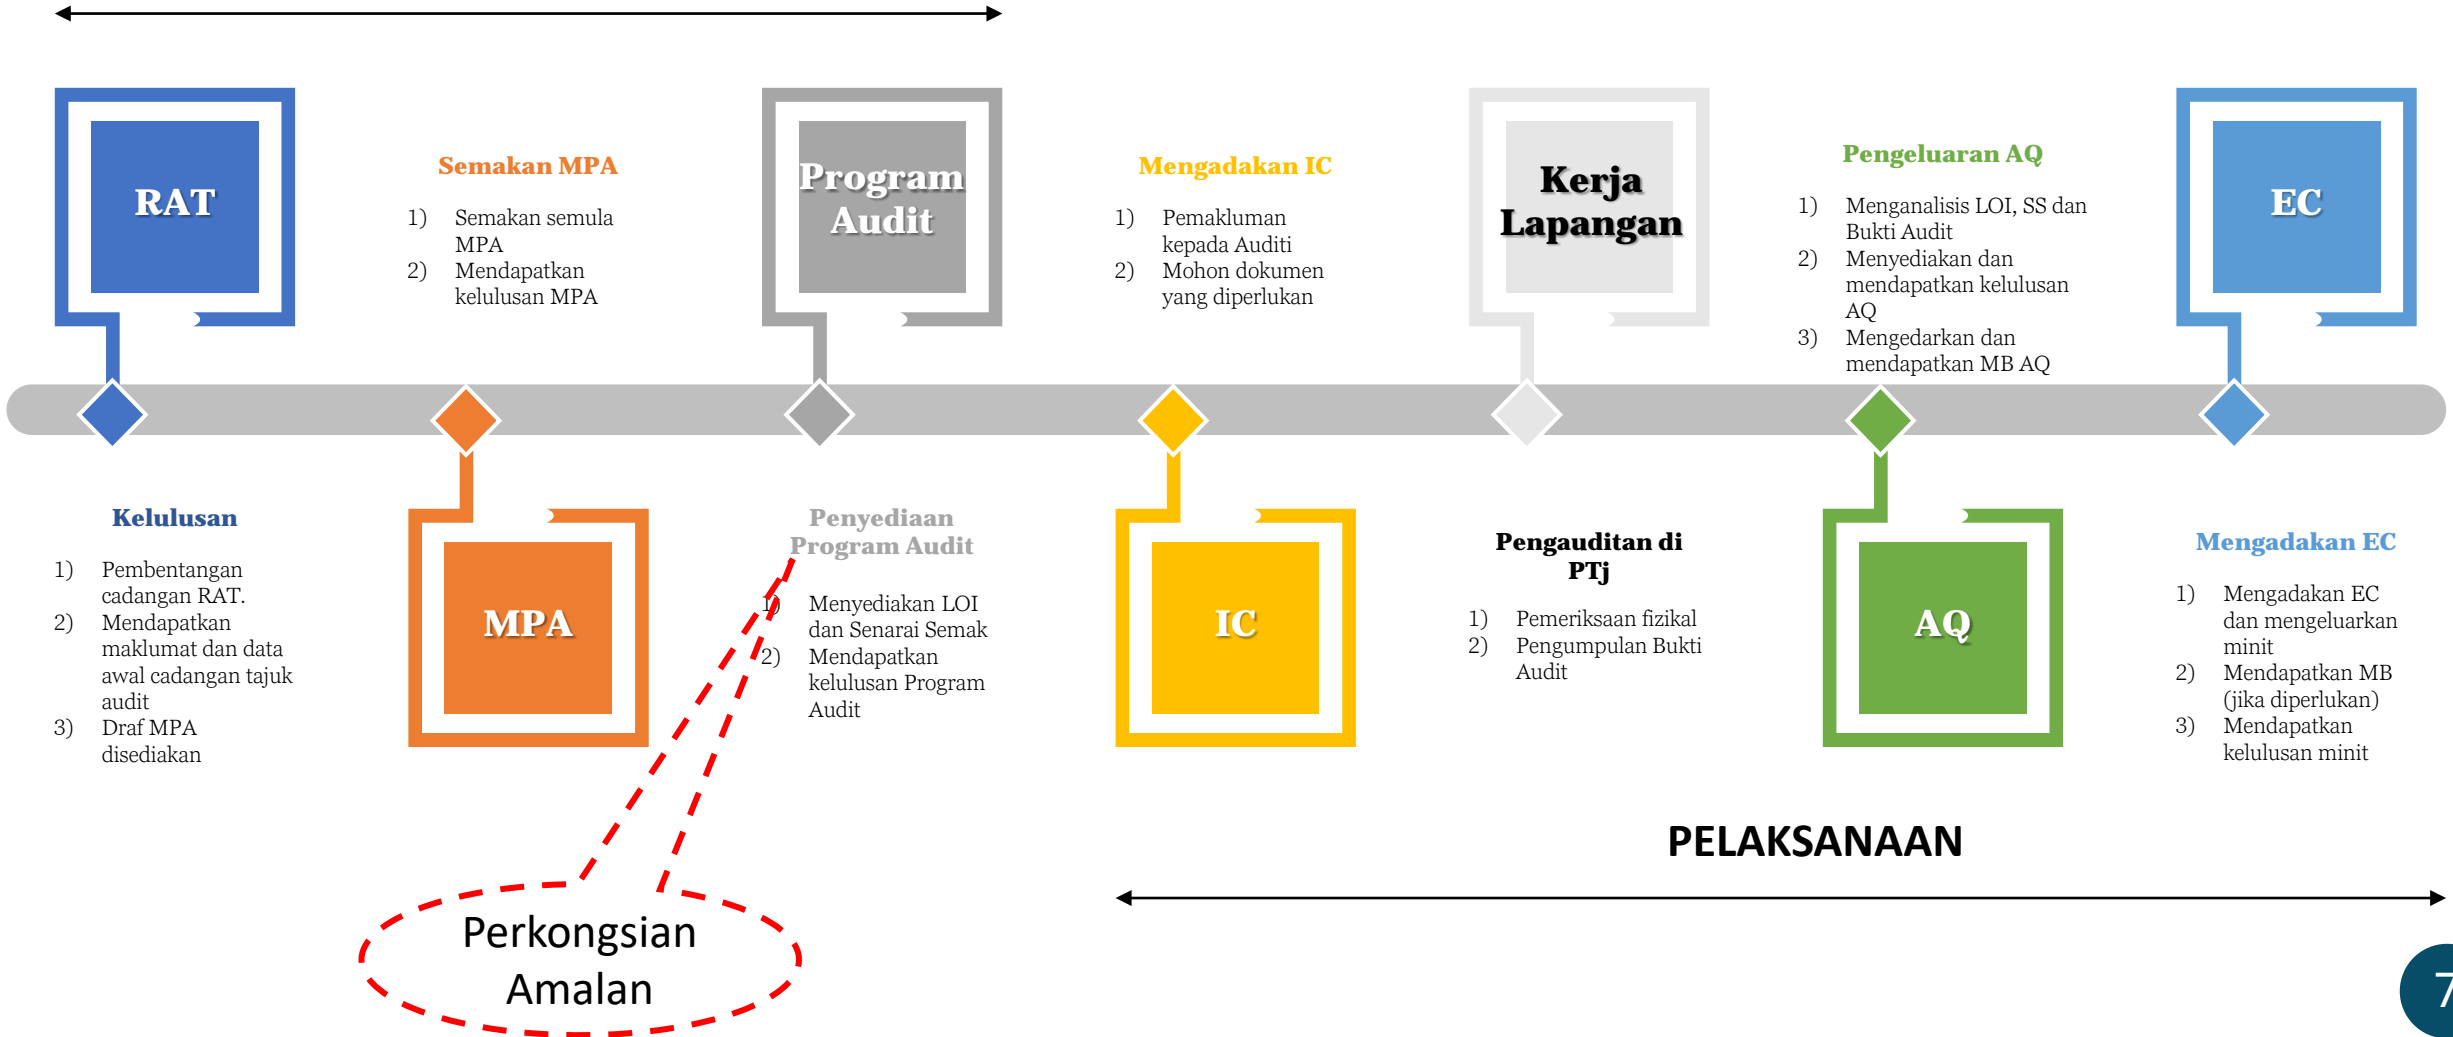 RAT
Kelulusan
1) Pembentangan
cadangan RAT.
2) Mendapatkan
maklumat dan data
awal cadangan tajuk
audit
3) Draf MPA
disediakan
Semakan MPA
1) Semakan semula
MPA
2) Mendapatkan
kelulusan MPA
MPA
Program
Audit
Penyediaan
Program Audit
1) Menyediakan LOI
dan Senarai Semak
2) Mendapatkan
kelulusan Program
Audit
Perkongsian
Amalan
Mengadakan IC
1) Pemakluman
kepada Auditi
2) Mohon dokumen
yang diperlukan
IC
Kerja
Lapangan
Pengauditan di
PTj
1) Pemeriksaan fizikal
2) Pengumpulan Bukti
Audit
Pengeluaran AQ
1) Menganalisis LOI, SS dan
Bukti Audit
2) Menyediakan dan
mendapatkan kelulusan
AQ
3) Mengedarkan dan
mendapatkan MB AQ
AQ
EC
Mengadakan EC
1) Mengadakan EC
dan mengeluarkan
minit
2) Mendapatkan MB
(jika diperlukan)
3) Mendapatkan
kelulusan minit
PELAKSANAAN
7